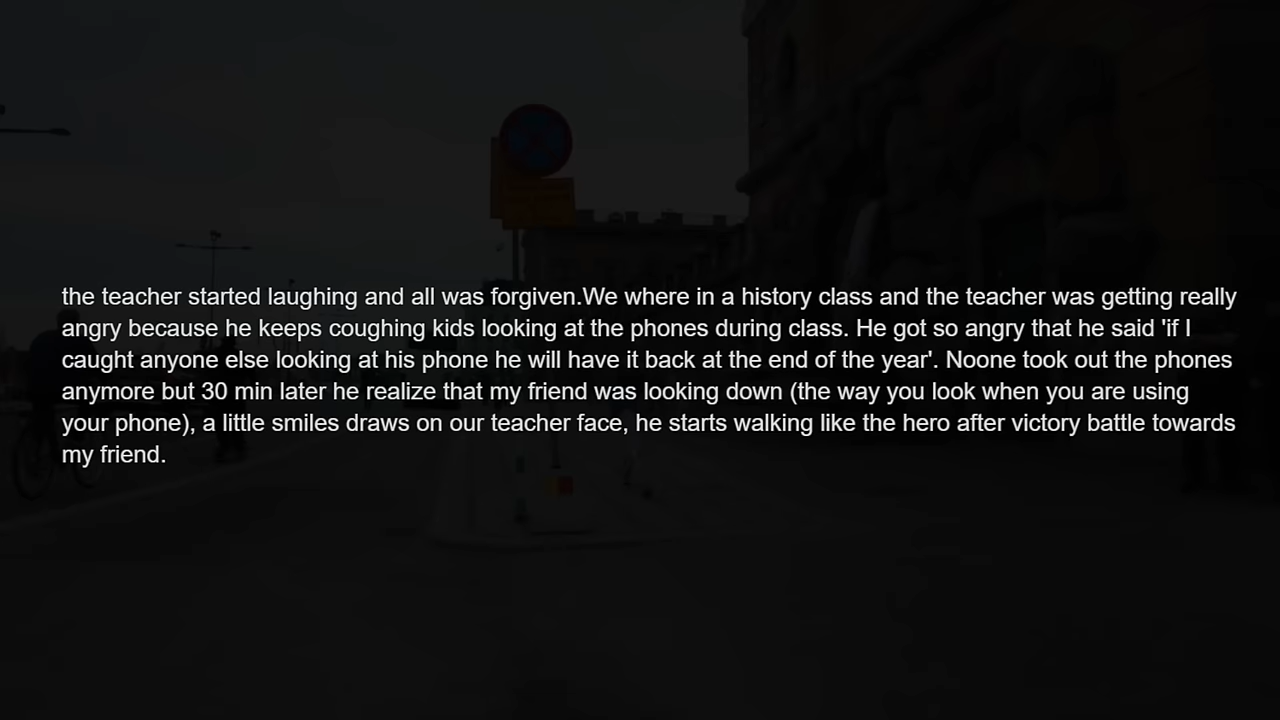 the teacher started laughing and all was forgiven.We where in a history class and the teacher was getting really
angry because he keeps coughing kids looking at the phones during class. He got so angry that he said 'if I
caught anyone else looking at his phone he will have it back at the end of the year'. Noone took out the phones
anymore but 30 min later he realize that my friend was looking down (the way you look when you are using
your phone), a little smiles draws on our teacher face, he starts walking like the hero after victory battle towards
my friend.